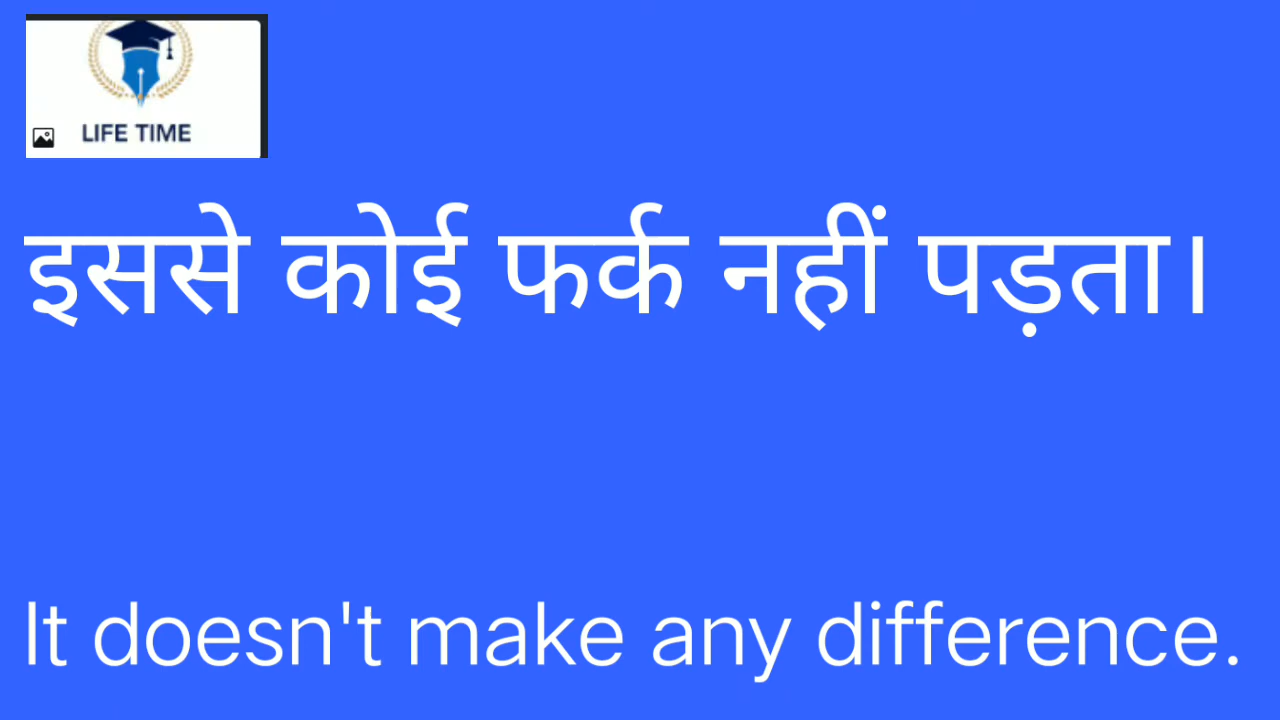 LIFE TIME
इससे कोई फर्क नहीं पड़ता।
It doesn't make any difference.